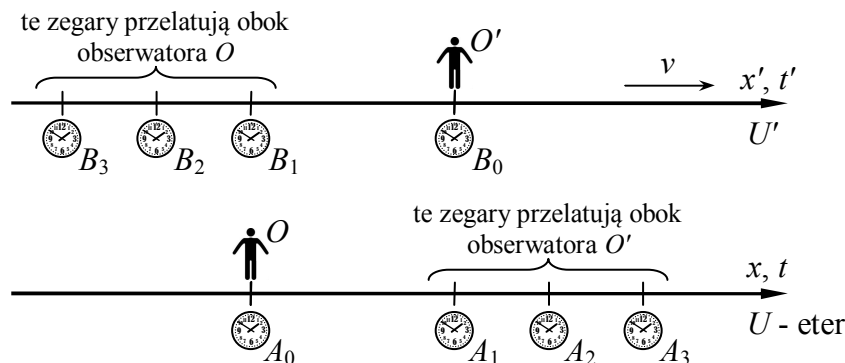 te zegary przelatują obok
obserwatora O
O'
v
x', t'
B₃ B₂ B₁ B₀ U'
te zegary przelatują obok
obserwatora O'
O
x, t
A₀ A₁ A₂ A₃ U - eter